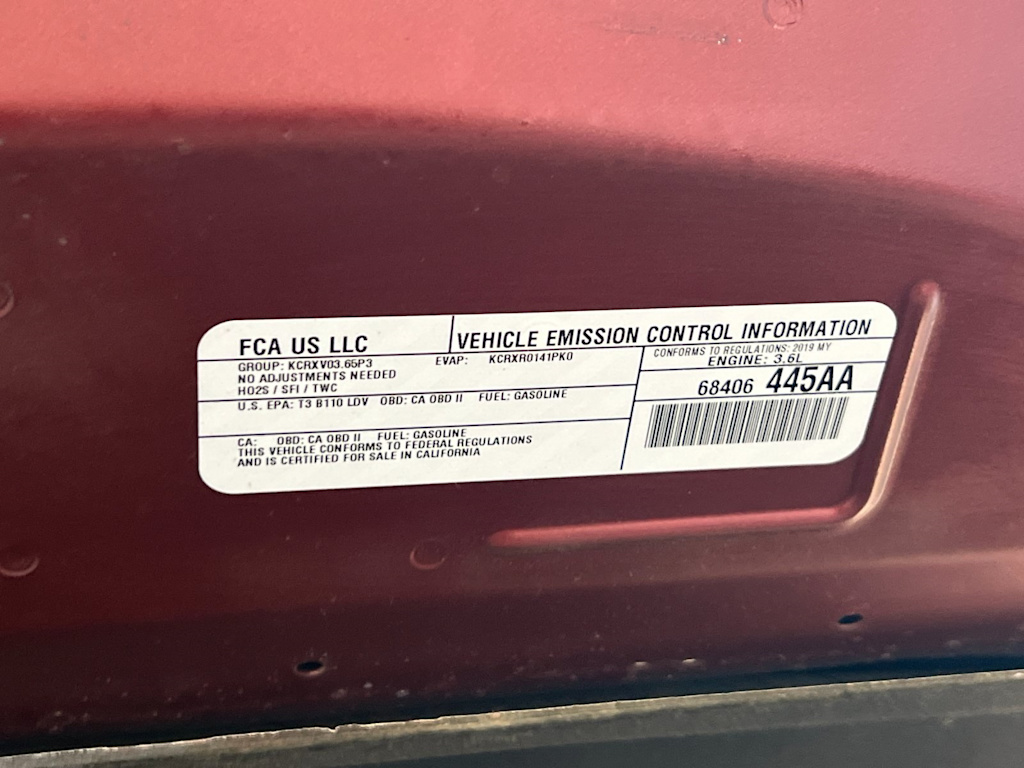 FCA US LLC
VEHICLE EMISSION CONTROL INFORMATION
GROUP: KCRXV03.65P3
EVAP: KCRXR0141PK0
NO ADJUSTMENTS NEEDED
HO2S / SFI / TWC
U.S. EPA: T3 B110 LDV OBD: CA OBD II FUEL: GASOLINE
CA: OBD: CA OBD II FUEL: GASOLINE
THIS VEHICLE CONFORMS TO FEDERAL REGULATIONS
AND IS CERTIFIED FOR SALE IN CALIFORNIA
CONFORMS TO REGULATIONS: 2019 MY
ENGINE: 3.6L
68406 445AA